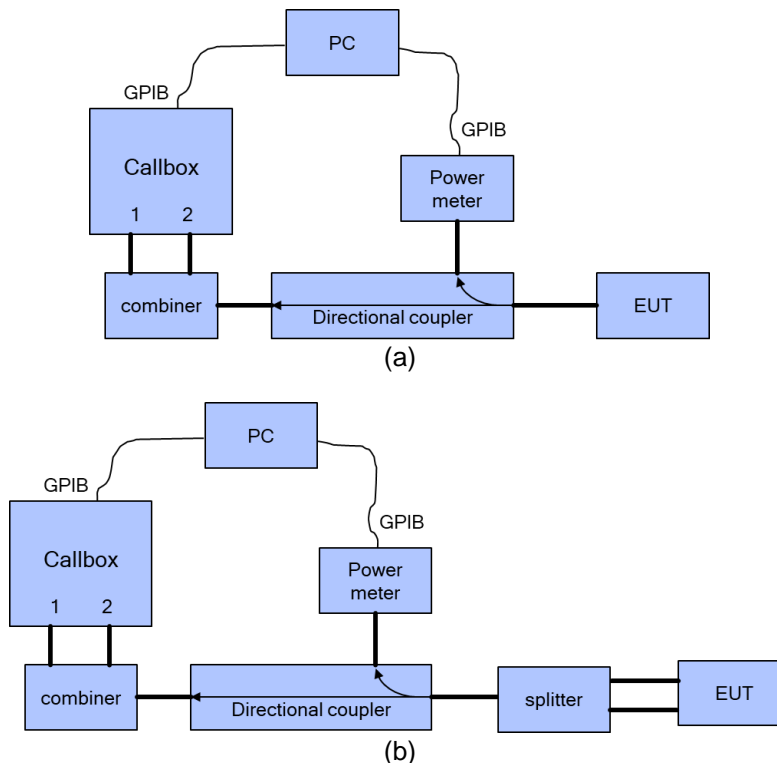 PC
GPIB
GPIB
Callbox
Power
meter
1 2
combiner
Directional coupler
EUT
(a)
PC
GPIB
GPIB
Callbox
Power
meter
1 2
combiner
Directional coupler
splitter
EUT
(b)